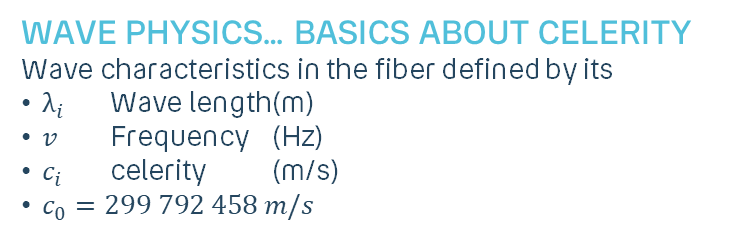 WAVE PHYSICS... BASICS ABOUT CELERITY
Wave characteristics in the fiber defined by its
• λᵢ Wave length(m)
• v Frequency (Hz)
• cᵢ celerity (m/s)
• c₀ = 299 792 458 m/s